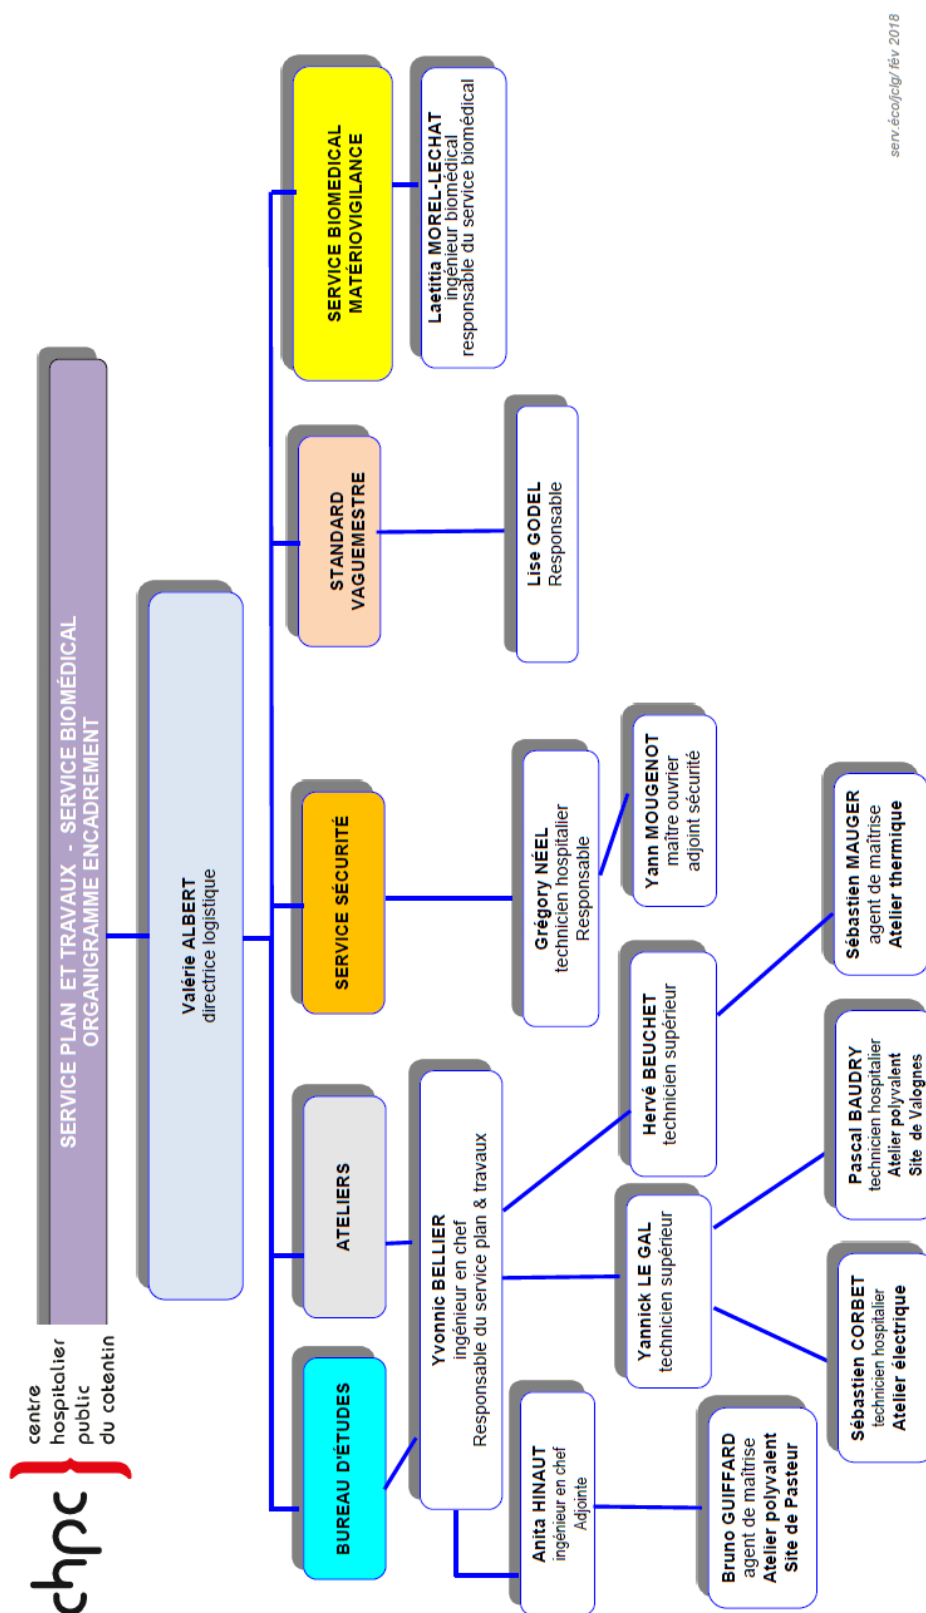 chpc
centre
hospitalier
public
du cotentin
SERVICE PLAN ET TRAVAUX - SERVICE BIOMÉDICAL
ORGANIGRAMME ENCADREMENT
Valérie ALBERT
directrice logistique
BUREAU D'ÉTUDES
ATELIERS
SERVICE SÉCURITÉ
STANDARD
VAGUEMESTRE
SERVICE BIOMEDICAL
MATÉRIOVIGILANCE
Yvonnic BELLIER
ingénieur en chef
Responsable du service plan & travaux
Laetitia MOREL-LECHAT
ingénieur biomédical
responsable du service biomédical
Anita HINAUT
ingénieur en chef
Adjointe
Grégory NÉEL
technicien hospitalier
Responsable
Lise GODEL
Responsable
Yannick LE GAL
technicien supérieur
Hervé BEUCHET
technicien supérieur
Yann MOUGENOT
maître ouvrier
adjoint sécurité
Bruno GUIFFARD
agent de maîtrise
Atelier polyvalent
Site de Pasteur
Sébastien CORBET
technicien hospitalier
Atelier électrique
Pascal BAUDRY
technicien hospitalier
Atelier polyvalent
Site de Valognes
Sébastien MAUGER
agent de maîtrise
Atelier thermique
serv.éco/jclg/ fév 2018